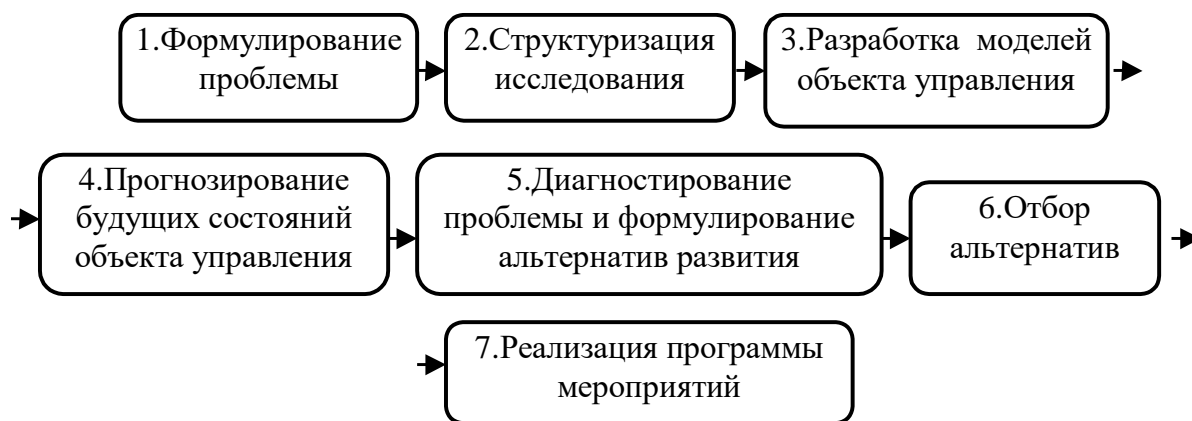 1.Формулирование
проблемы
2.Структуризация
исследования
3.Разработка моделей
объекта управления
4.Прогнозирование
будущих состояний
объекта управления
5.Диагностирование
проблемы и формулирование
альтернатив развития
6.Отбор
альтернатив
7.Реализация программы
мероприятий